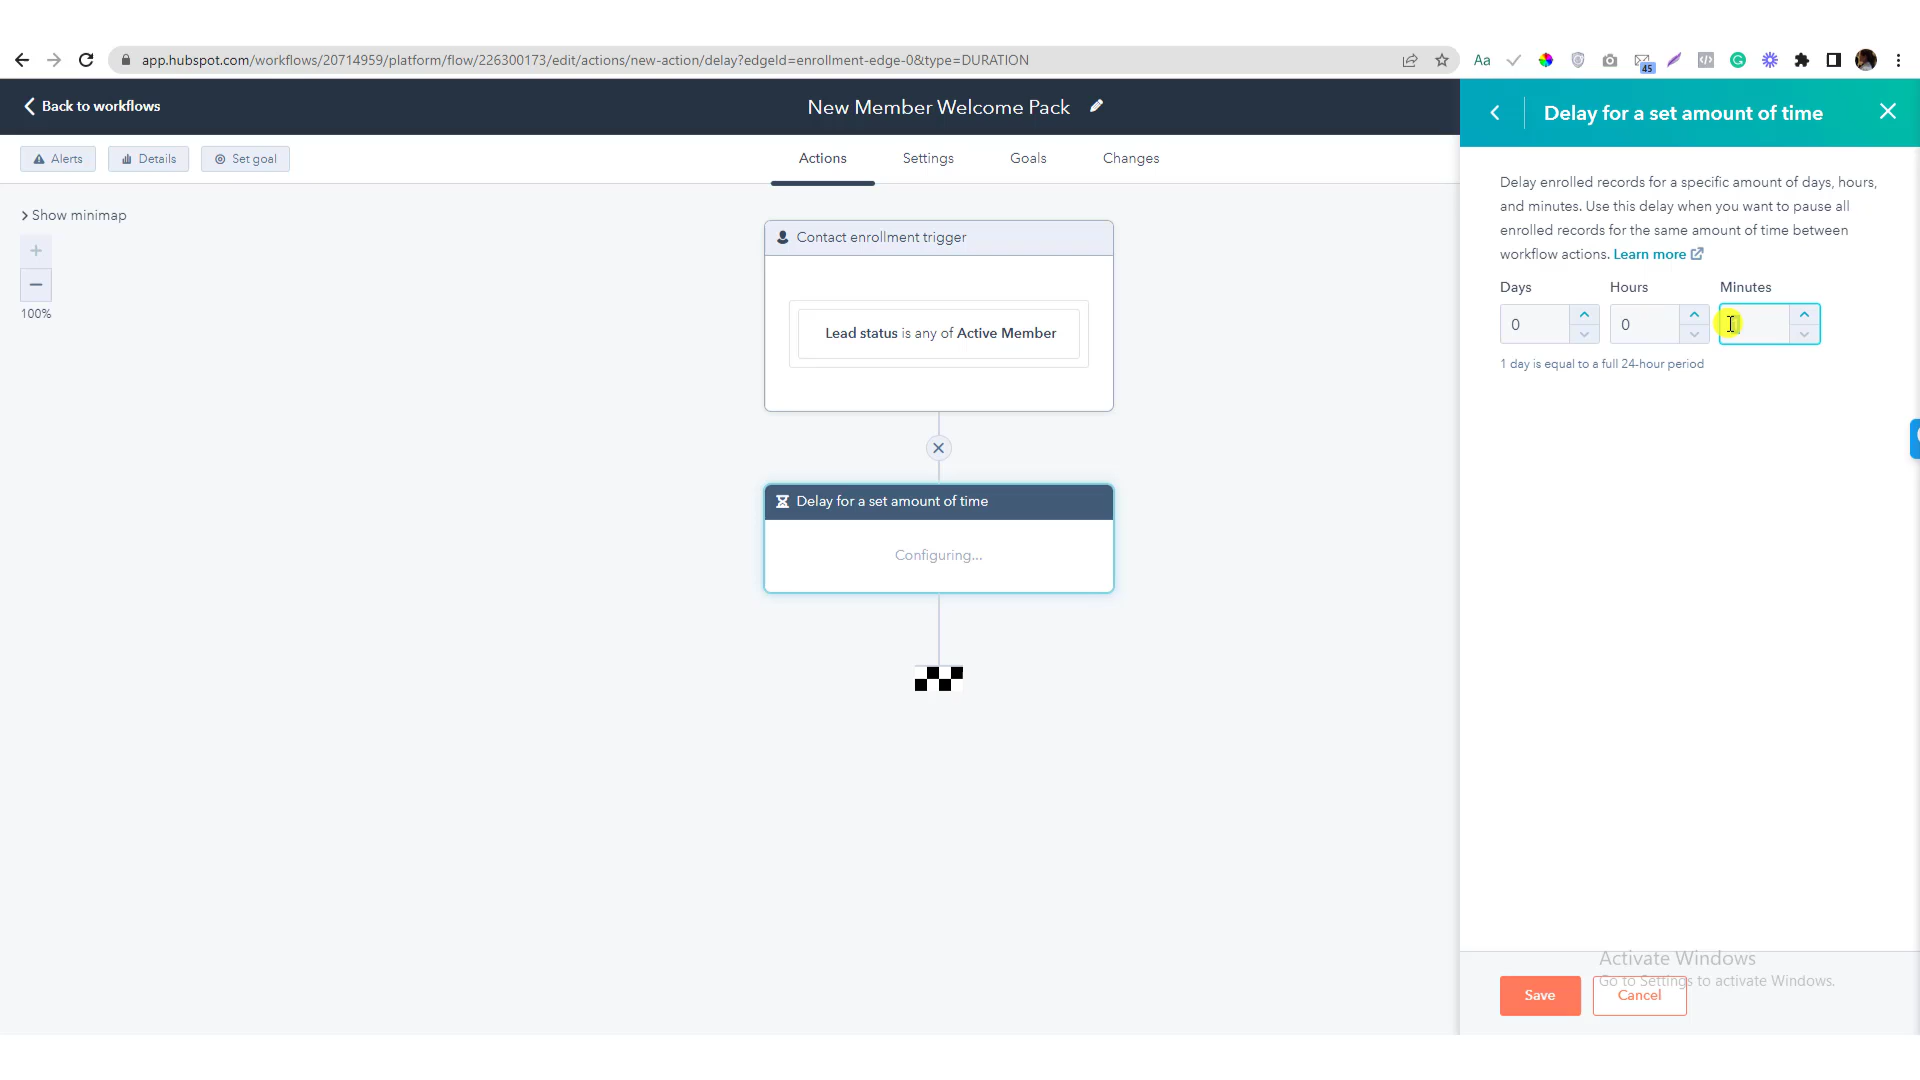 app.hubspot.com/workflows/20714959/platform/flow/226300173/edit/actions/new-action/delay?edgeId=enrollment-edge-0&type=DURATION
Aa
45
Back to workflows
New Member Welcome Pack
Delay for a set amount of time
Alerts
Details
Set goal
Actions
Settings
Goals
Changes
Show minimap
100%
Contact enrollment trigger
Lead status is any of Active Member
Delay for a set amount of time
Configuring...
Delay enrolled records for a specific amount of days, hours,
and minutes. Use this delay when you want to pause all
enrolled records for the same amount of time between
workflow actions. Learn more
Days
Hours
Minutes
0
0
1 day is equal to a full 24-hour period
Activate Windows
Go to Settings to activate Windows.
Save
Cancel